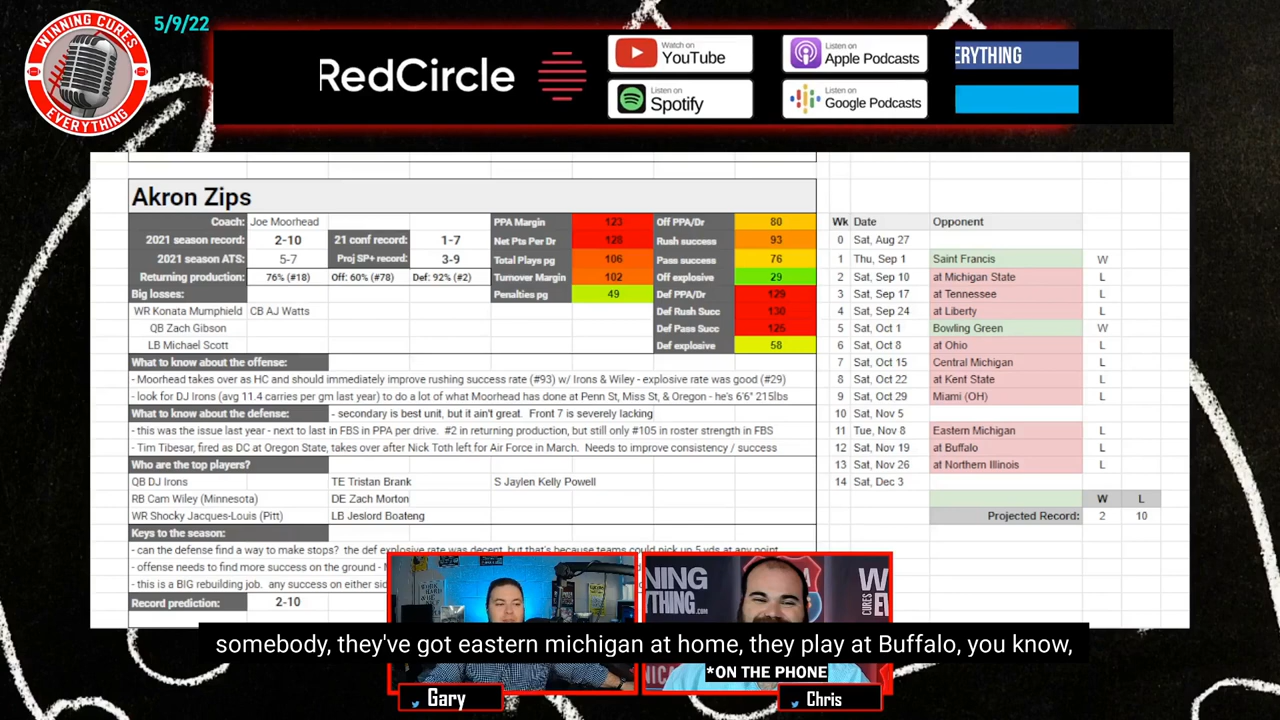 5/9/22
WINNING CURES
EVERYTHING
RedCircle
Watch on
YouTube
Listen on
Spotify
Listen on
Apple Podcasts
Listen on
Google Podcasts
ERYTHING
Akron Zips
Coach: Joe Moorhead
2021 season record: 2-10 21 conf record: 1-7
2021 season ATS: 5-7 Proj SP+ record: 3-9
Returning production: 76% (#18) Off: 60% (#78) Def: 92% (#2)
Big losses:
WR Konata Mumphield CB AJ Watts
QB Zach Gibson
LB Michael Scott
PPA Margin 123 Off PPA/Dr 80
Net Pts Per Dr 128 Rush success 93
Total Plays pg 106 Pass success 76
Turnover Margin 102 Off explosive 29
Penalties pg 49 Def PPA/Dr 129
Def Rush Succ 130
Def Pass Succ 125
Def explosive 58
What to know about the offense:
- Moorhead takes over as HC and should immediately improve rushing success rate (#93) w/ Irons & Wiley - explosive rate was good (#29)
- look for DJ Irons (avg 11.4 carries per gm last year) to do a lot of what Moorhead has done at Penn St, Miss St, & Oregon - he's 6'6" 215lbs
What to know about the defense: - secondary is best unit, but it ain't great. Front 7 is severely lacking
- this was the issue last year - next to last in FBS in PPA per drive. #2 in returning production, but still only #105 in roster strength in FBS
- Tim Tibesar, fired as DC at Oregon State, takes over after Nick Toth left for Air Force in March. Needs to improve consistency / success
Who are the top players?
QB DJ Irons TE Tristan Brank S Jaylen Kelly Powell
RB Cam Wiley (Minnesota) DE Zach Morton
WR Shocky Jacques-Louis (Pitt) LB Jeslord Boateng
Keys to the season:
- can the defense find a way to make stops? the def explosive rate was decent, but that's because teams could pick up 5 yds at any point
- offense needs to find more success on the ground -
- this is a BIG rebuilding job. any success on either
Record prediction: 2-10
Wk Date Opponent
0 Sat, Aug 27
1 Thu, Sep 1 Saint Francis W
2 Sat, Sep 10 at Michigan State L
3 Sat, Sep 17 at Tennessee L
4 Sat, Sep 24 at Liberty L
5 Sat, Oct 1 Bowling Green W
6 Sat, Oct 8 at Ohio L
7 Sat, Oct 15 Central Michigan L
8 Sat, Oct 22 at Kent State L
9 Sat, Oct 29 Miami (OH) L
10 Sat, Nov 5
11 Tue, Nov 8 Eastern Michigan L
12 Sat, Nov 19 at Buffalo L
13 Sat, Nov 26 at Northern Illinois L
14 Sat, Dec 3
W L
Projected Record: 2 10
NING
YTHING
.COM
W
CURES
EV
somebody, they've got eastern michigan at home, they play at Buffalo, you know,
*ON THE PHONE
Gary
Chris